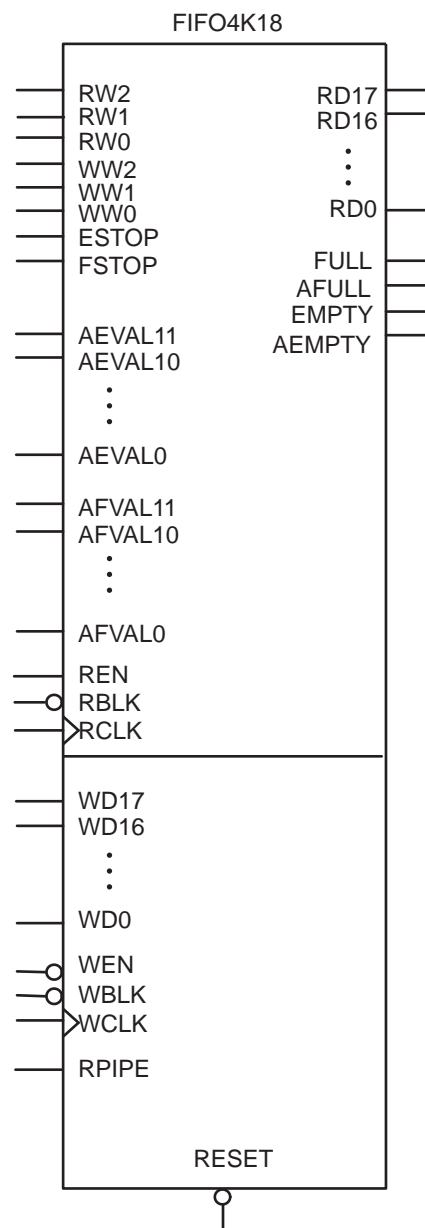 FIFO4K18
RW2
RW1
RW0
WW2
WW1
WW0
ESTOP
FSTOP
AEVAL11
AEVAL10
AEVAL0
AFVAL11
AFVAL10
AFVAL0
REN
RBLK
RCLK
RD17
RD16
RD0
FULL
AFULL
EMPTY
AEMPTY
WD17
WD16
WD0
WEN
WBLK
WCLK
RPIPE
RESET